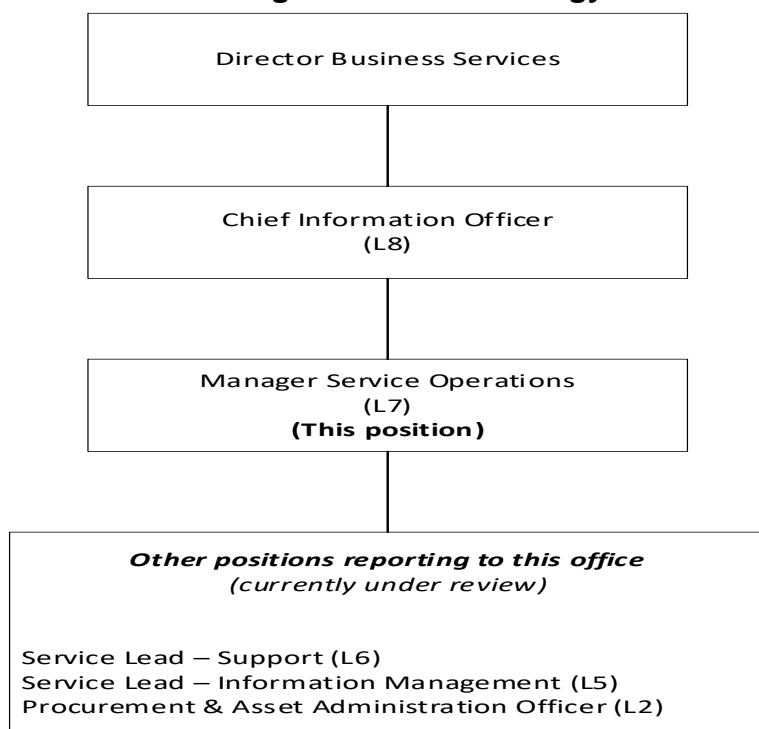 Director Business Services
Chief Information Officer
(L8)
Manager Service Operations
(L7)
(This position)
Other positions reporting to this office
(currently under review)
Service Lead – Support (L6)
Service Lead – Information Management (L5)
Procurement & Asset Administration Officer (L2)